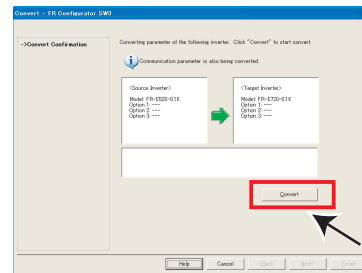 Convert - FR Configurator SW3
->Convert Confirmation
Converting parameter of the following inverter. Click "Convert" to start convert.
Communication parameter is also being converted.
<Source Inverter>
Model: FR-E520-0.1K
Option 1: ---
Option 2: ---
Option 3: ---
<Target Inverter>
Model: FR-E720-0.1K
Option 1: ---
Option 2: ---
Option 3: ---
Convert
Help
Cancel
<Back
Next>
Finish